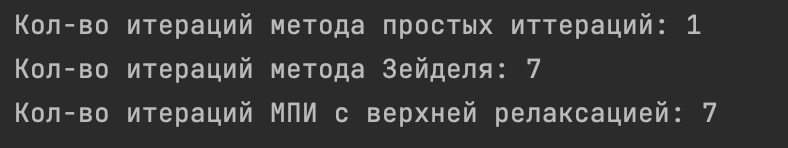 Кол-во итераций метода простых иттераций: 1
Кол-во итераций метода Зейделя: 7
Кол-во итераций МПИ с верхней релаксацией: 7